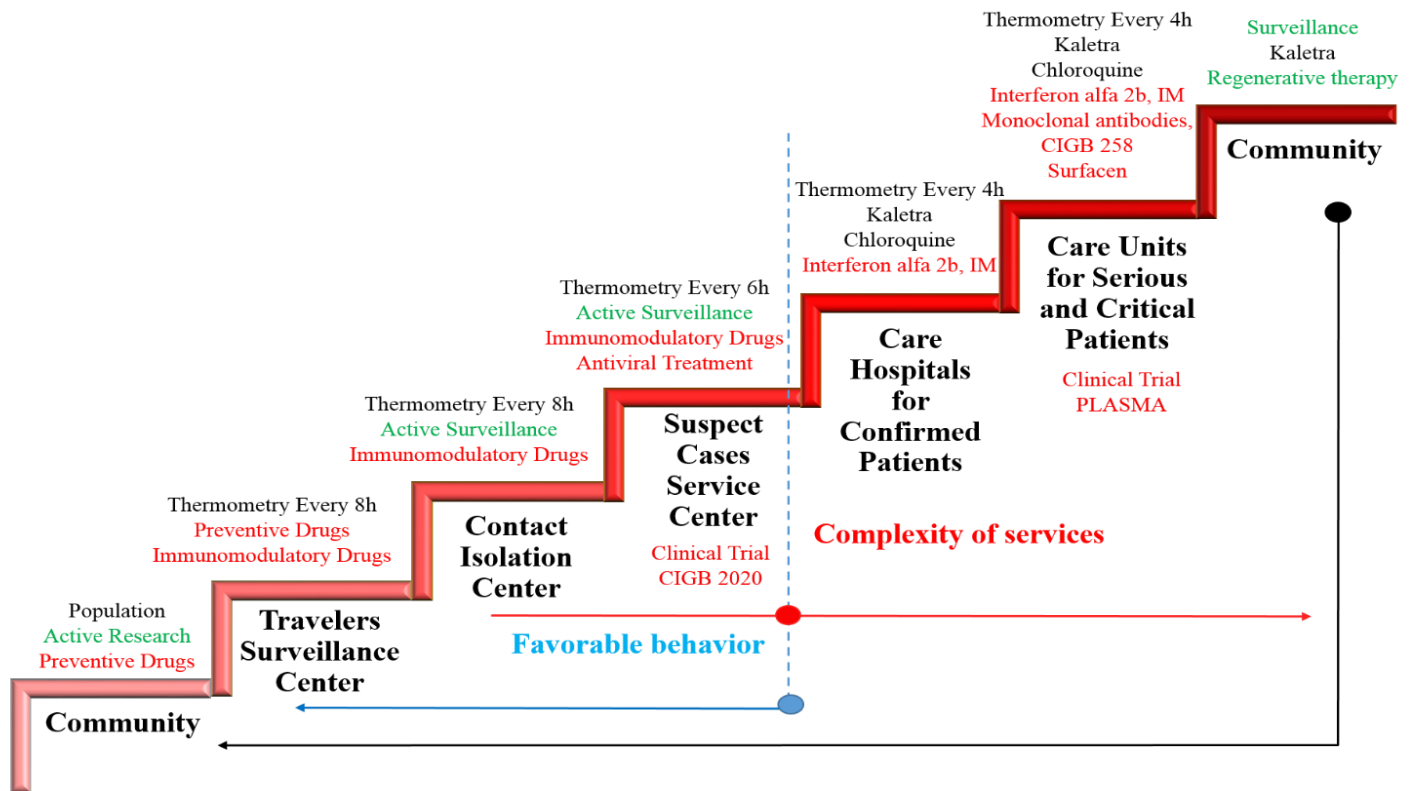 Population
Active Research
Preventive Drugs
Community
Thermometry Every 8h
Preventive Drugs
Immunomodulatory Drugs
Travelers
Surveillance
Center
Thermometry Every 8h
Active Surveillance
Immunomodulatory Drugs
Contact
Isolation
Center
Thermometry Every 6h
Active Surveillance
Immunomodulatory Drugs
Antiviral Treatment
Suspect
Cases
Service
Center
Clinical Trial
CIGB 2020
Thermometry Every 4h
Kaletra
Chloroquine
Interferon alfa 2b, IM
Care
Hospitals
for
Confirmed
Patients
Thermometry Every 4h
Kaletra
Chloroquine
Interferon alfa 2b, IM
Monoclonal antibodies,
CIGB 258
Surfacen
Care Units
for Serious
and Critical
Patients
Clinical Trial
PLASMA
Surveillance
Kaletra
Regenerative therapy
Community
Complexity of services
Favorable behavior